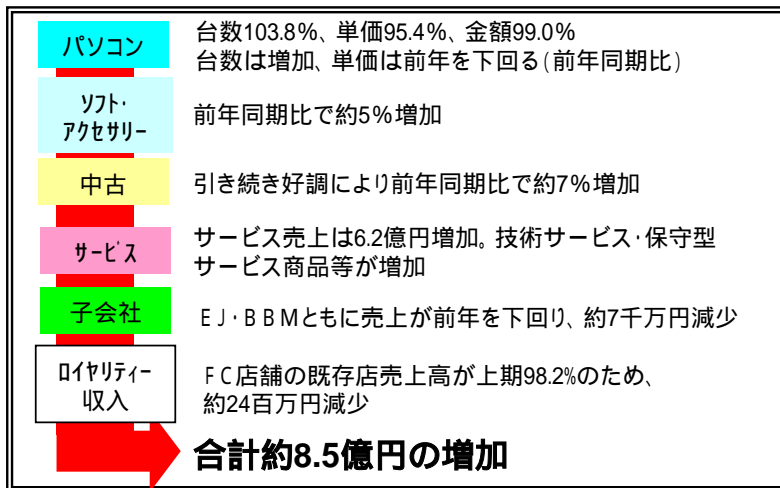 パソコン
台数103.8%、単価95.4%、金額99.0%
台数は増加、単価は前年を下回る(前年同期比)
ソフト・
アクセサリー
前年同期比で約5%増加
中古
引き続き好調により前年同期比で約7%増加
サービス
サービス売上は6.2億円増加。技術サービス・保守型
サービス商品等が増加
子会社
EJ・BBMともに売上が前年を下回り、約7千万円減少
ロイヤリティー
収入
FC店舗の既存店売上高が上期98.2%のため、
約24百万円減少
合計約8.5億円の増加